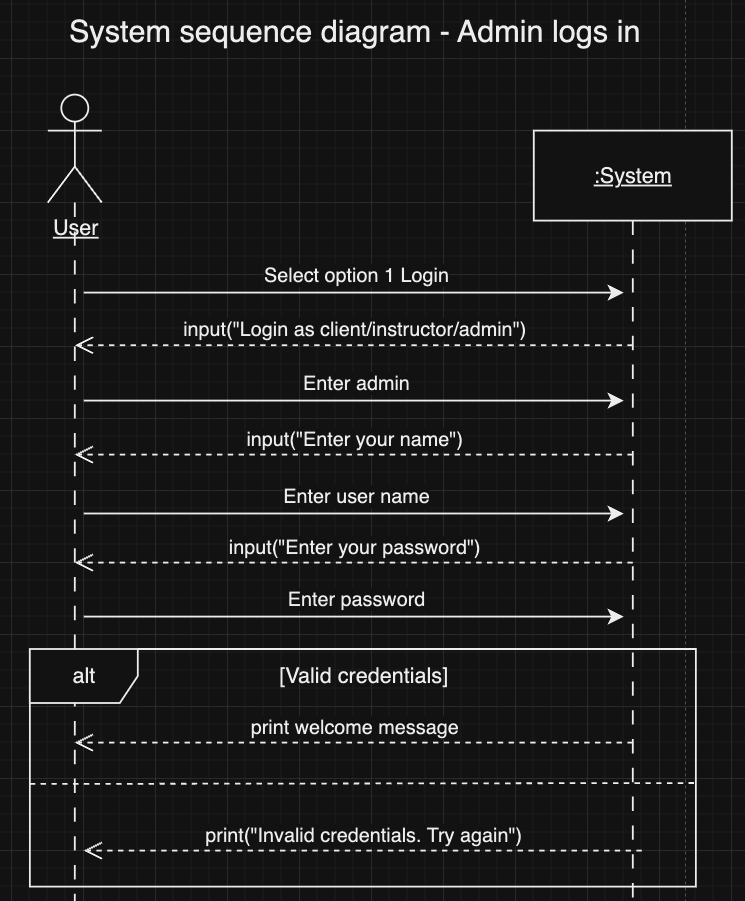 System sequence diagram - Admin logs in
:System
User
Select option 1 Login
input("Login as client/instructor/admin")
Enter admin
input("Enter your name")
Enter user name
input("Enter your password")
Enter password
alt
[Valid credentials]
print welcome message
print("Invalid credentials. Try again")